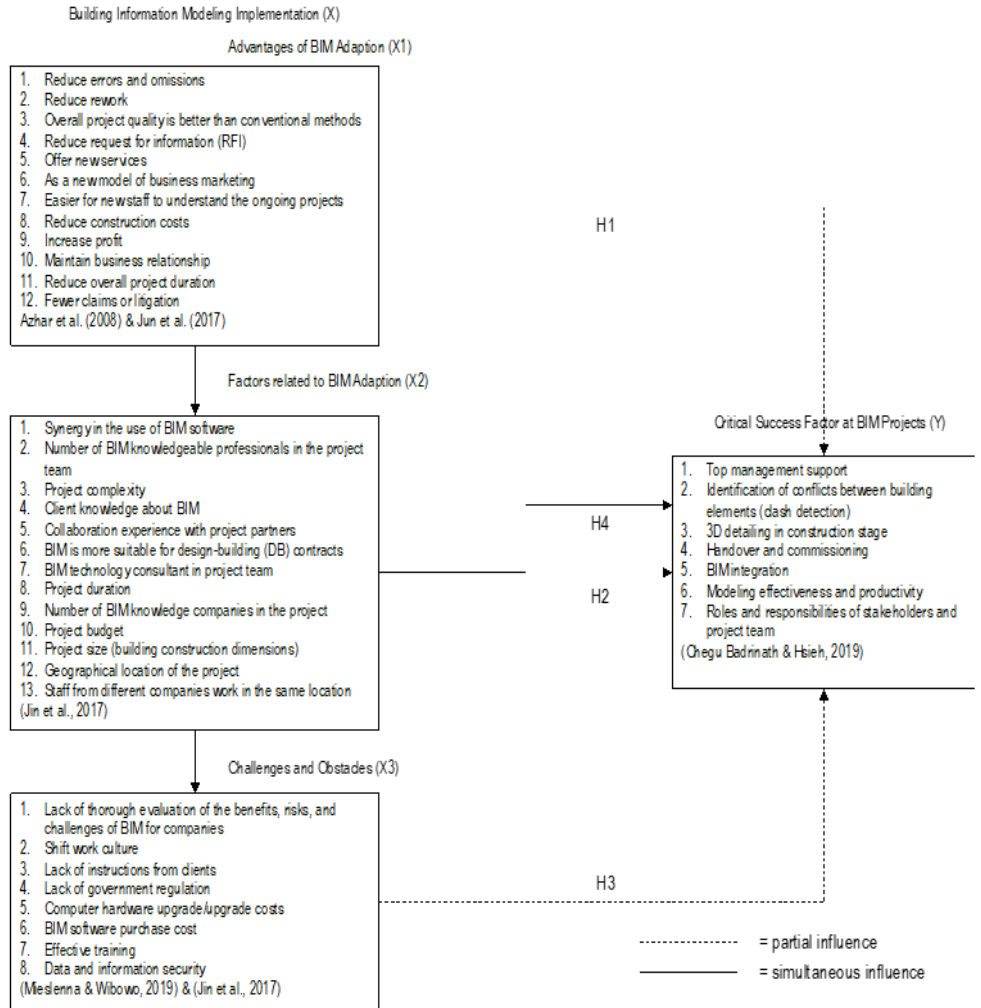 Building Information Modeling Implementation (X)
Advantages of BIM Adaption (X1)
1. Reduce errors and omissions
2. Reduce rework
3. Overall project quality is better than conventional methods
4. Reduce request for information (RFI)
5. Offer new services
6. As a new model of business marketing
7. Easier for new staff to understand the ongoing projects
8. Reduce construction costs
9. Increase profit
10. Maintain business relationship
11. Reduce overall project duration
12. Fewer claims or litigation
Azhar et al. (2008) & Jun et al. (2017)
H1
Factors related to BIM Adaption (X2)
1. Synergy in the use of BIM software
2. Number of BIM knowledgeable professionals in the project
team
3. Project complexity
4. Client knowledge about BIM
5. Collaboration experience with project partners
6. BIM is more suitable for design-building (DB) contracts
7. BIM technology consultant in project team
8. Project duration
9. Number of BIM knowledge companies in the project
10. Project budget
11. Project size (building construction dimensions)
12. Geographical location of the project
13. Staff from different companies work in the same location
(Jin et al., 2017)
H4
H2
Critical Success Factor at BIM Projects (Y)
1. Top management support
2. Identification of conflicts between building
elements (clash detection)
3. 3D detailing in construction stage
4. Handover and commissioning
5. BIM integration
6. Modeling effectiveness and productivity
7. Roles and responsibilities of stakeholders and
project team
(Chegu Badrinath & Hsieh, 2019)
Challenges and Obstades (X3)
1. Lack of thorough evaluation of the benefits, risks, and
challenges of BIM for companies
2. Shift work culture
3. Lack of instructions from clients
4. Lack of government regulation
5. Computer hardware upgrade/upgrade costs
6. BIM software purchase cost
7. Effective training
8. Data and information security
(Mieslenna & Wibowo, 2019) & (Jin et al., 2017)
H3
= partial influence
= simultaneous influence